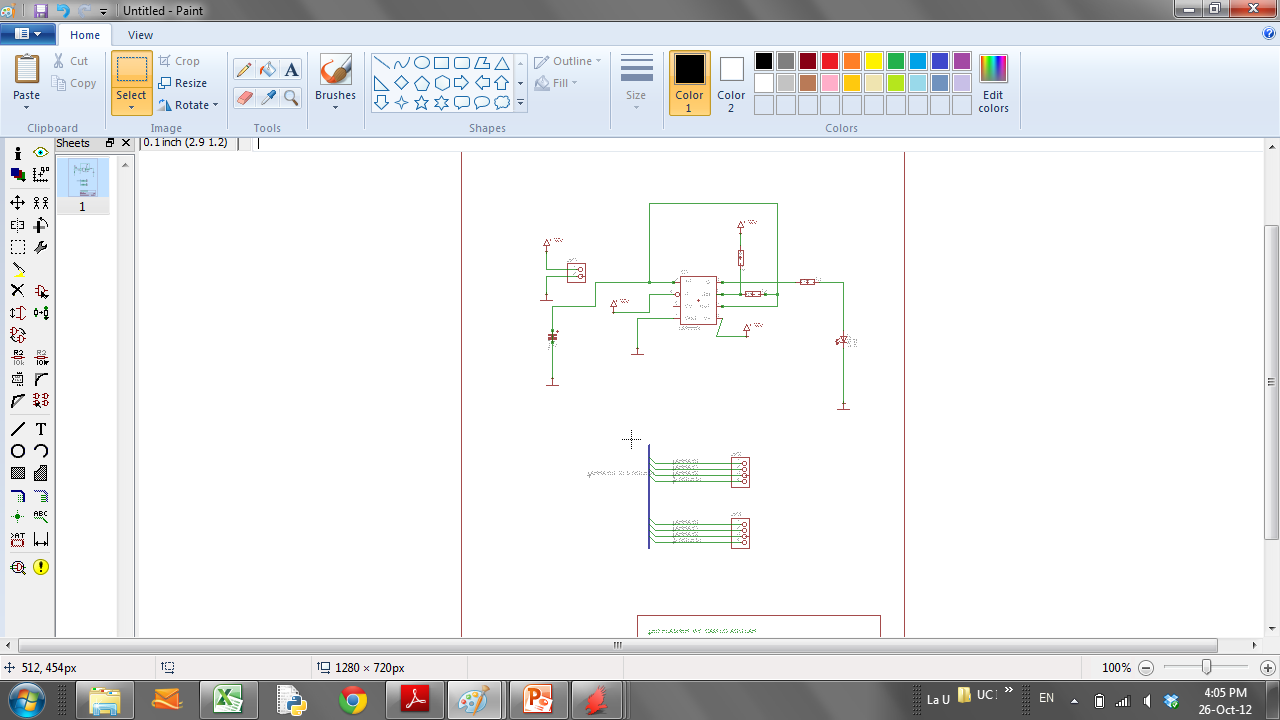 Untitled - Paint
Home
View
Paste
Cut
Copy
Clipboard
Select
Crop
Resize
Rotate
Image
Tools
Brushes
Shapes
Outline
Fill
Size
Color 1
Color 2
Edit colors
Colors
Sheets
0.1 inch (2.9 1.2)
1
512, 454px
1280 × 720px
100%
La U
UC
EN
4:05 PM
26-Oct-12